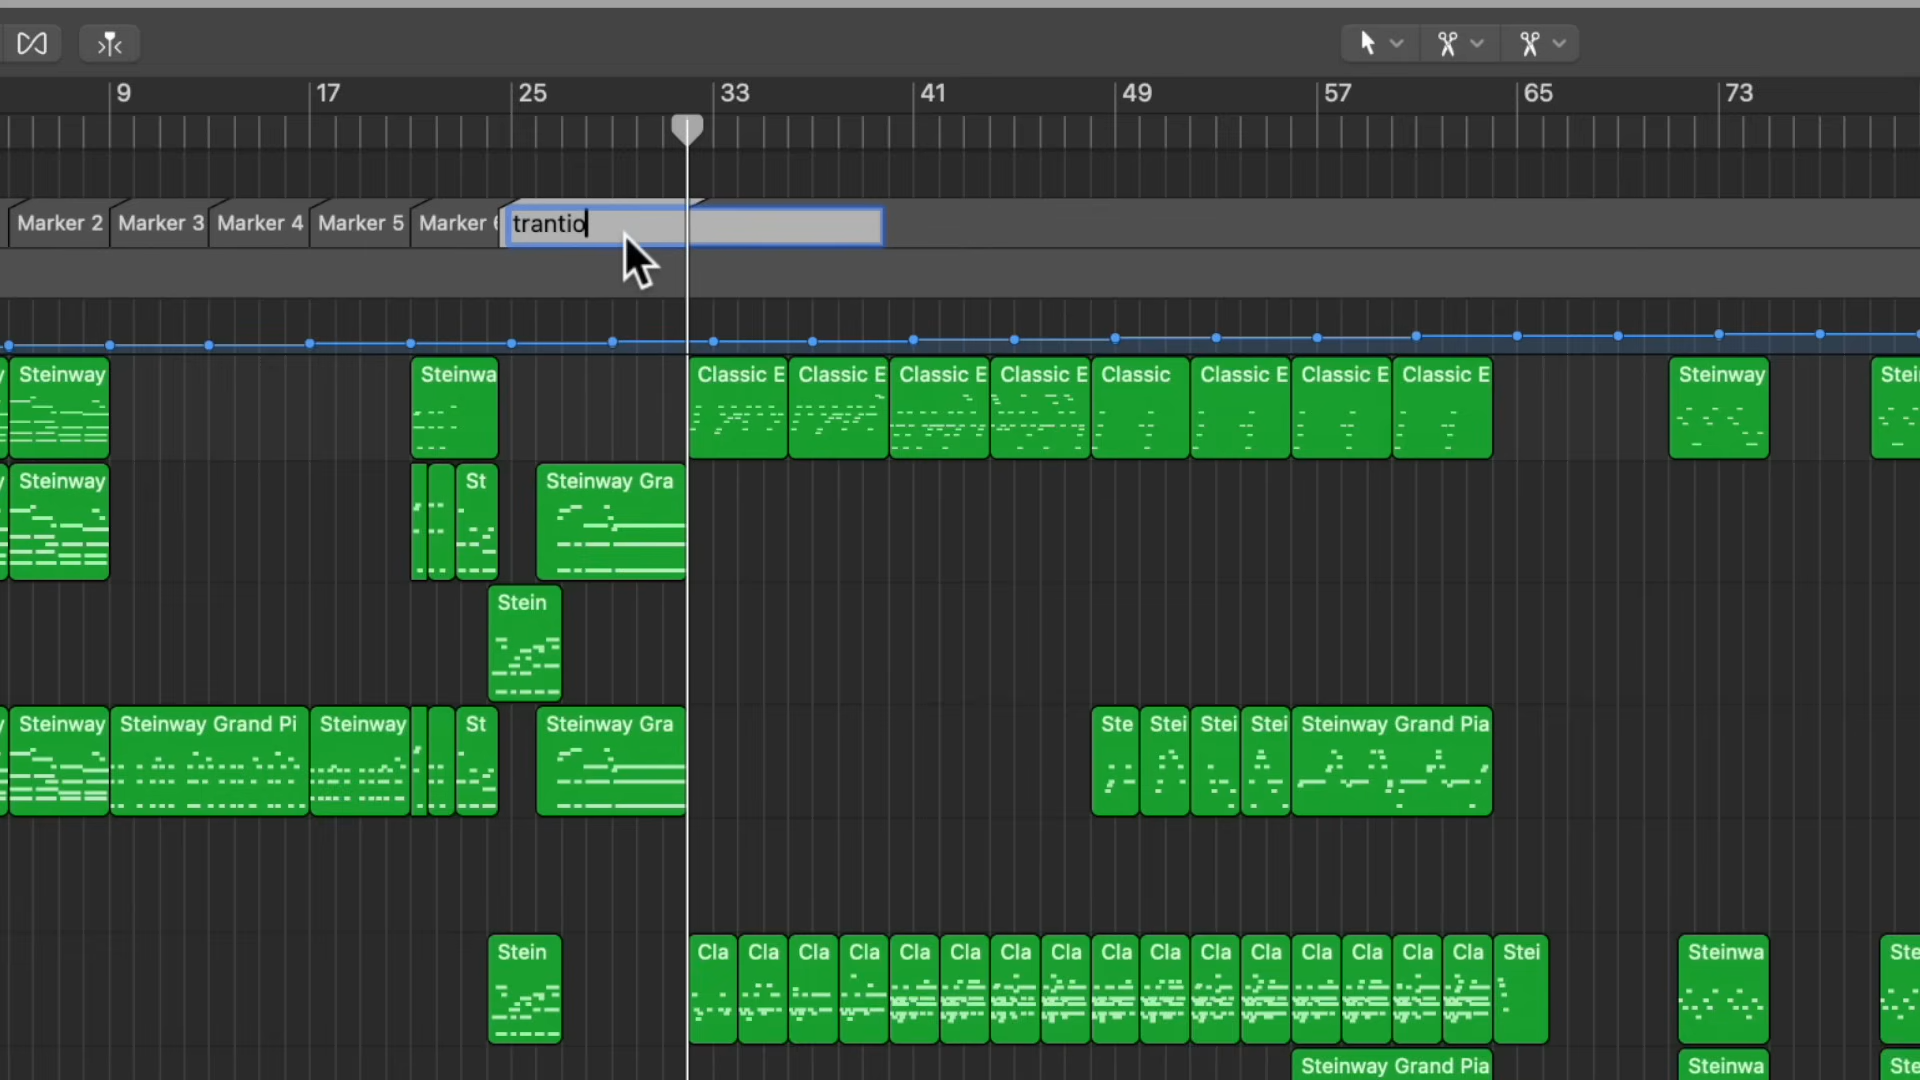 9 17 25 33 41 49 57 65 73
Marker 2 Marker 3 Marker 4 Marker 5 Marker trantio
Steinway Steinwa Classic E Classic E Classic E Classic E Classic Classic E Classic E Classic E Steinway Stei
Steinway St Steinway Gra
Stein
Steinway Steinway Grand Pi Steinway St Steinway Gra Ste Stei Stei Stei Steinway Grand Pia
Stein Cla Cla Cla Cla Cla Cla Cla Cla Cla Cla Cla Cla Cla Cla Cla Cla Stei Steinwa Ste
Steinway Grand Pia Steinwa Ste